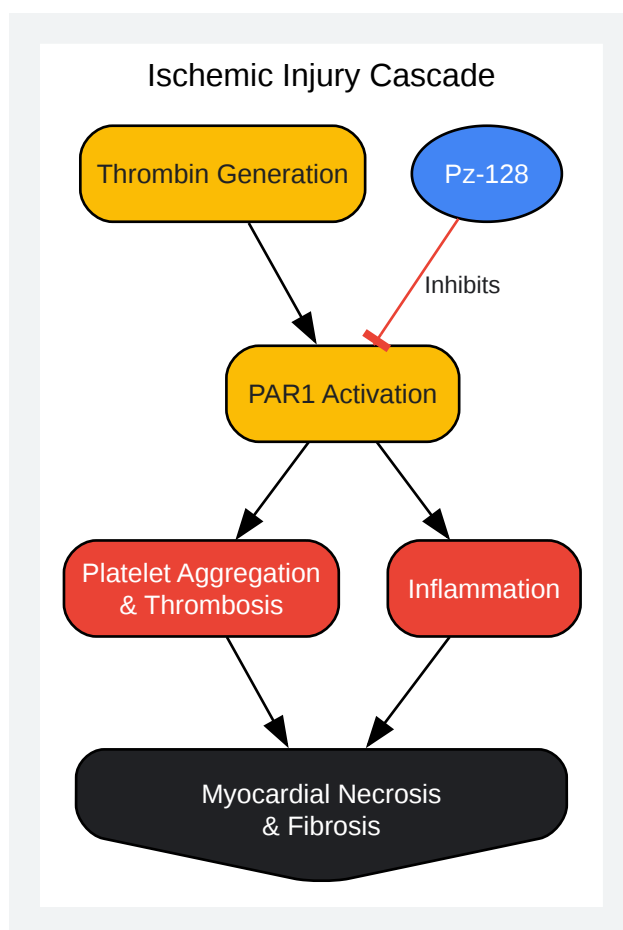 Ischemic Injury Cascade
Thrombin Generation
Pz-128
Inhibits
PAR1 Activation
Platelet Aggregation
& Thrombosis
Inflammation
Myocardial Necrosis
& Fibrosis